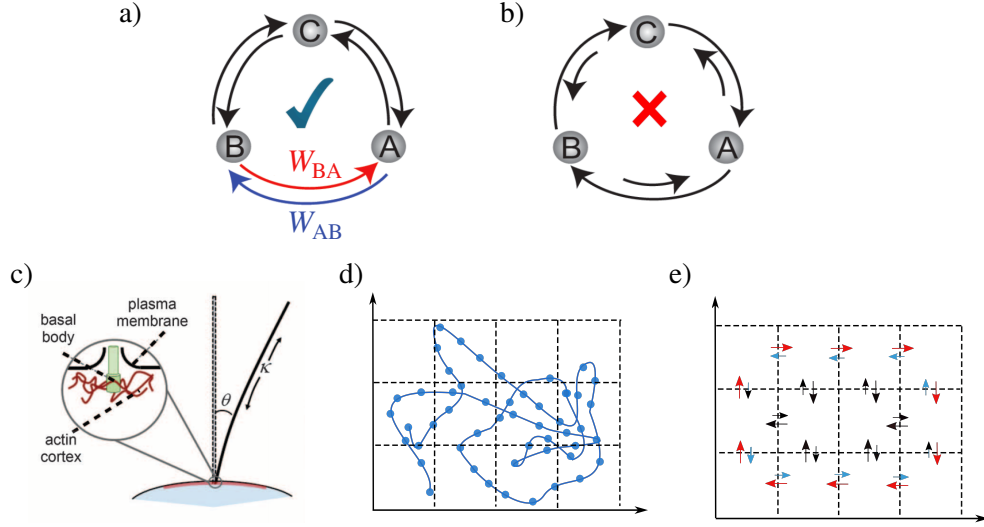 a)
b)
C
C
B
A
B
A
W_BA
W_AB
c)
d)
e)
plasma
membrane
basal
body
actin
cortex
θ
κ